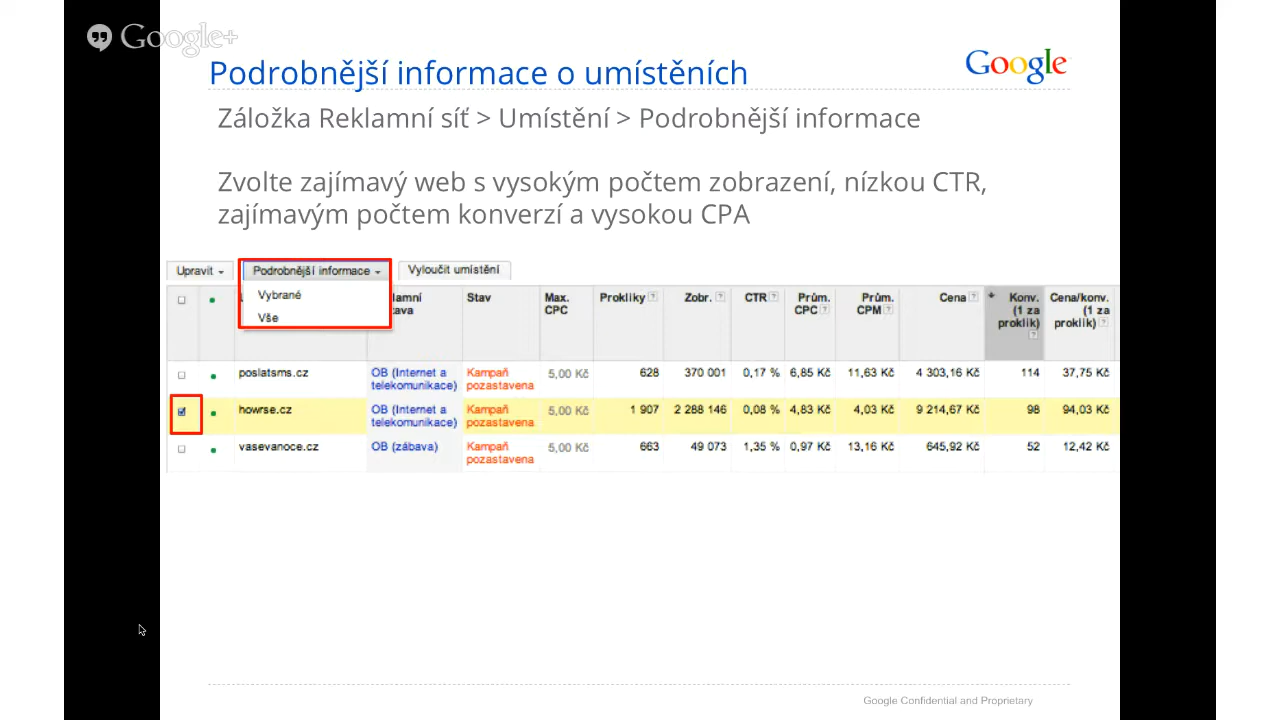 Google+
Podrobnější informace o umístěních
Google
Záložka Reklamní síť > Umístění > Podrobnější informace
Zvolte zajímavý web s vysokým počtem zobrazení, nízkou CTR,
zajímavým počtem konverzí a vysokou CPA
Upravit Podrobnější informace Vyloučit umístění
Vybrané
Vše
lamní
tava
Stav
Max.
CPC
Prokliky ?
Zobr. ?
CTR ?
Prům.
CPC ?
Prům.
CPM ?
Cena ?
Konv.
(1 za
proklik)
?
Cena/konv.
(1 za
proklik) ?
poslatsms.cz OB (Internet a telekomunikace) Kampaň pozastavena 5,00 Kč 628 370 001 0,17 % 6,85 Kč 11,63 Kč 4 303,16 Kč 114 37,75 Kč
howrse.cz OB (Internet a telekomunikace) Kampaň pozastavena 5,00 Kč 1 907 2 288 146 0,08 % 4,83 Kč 4,03 Kč 9 214,67 Kč 98 94,03 Kč
vasevanoce.cz OB (zábava) Kampaň pozastavena 5,00 Kč 663 49 073 1,35 % 0,97 Kč 13,16 Kč 645,92 Kč 52 12,42 Kč
Google Confidential and Proprietary